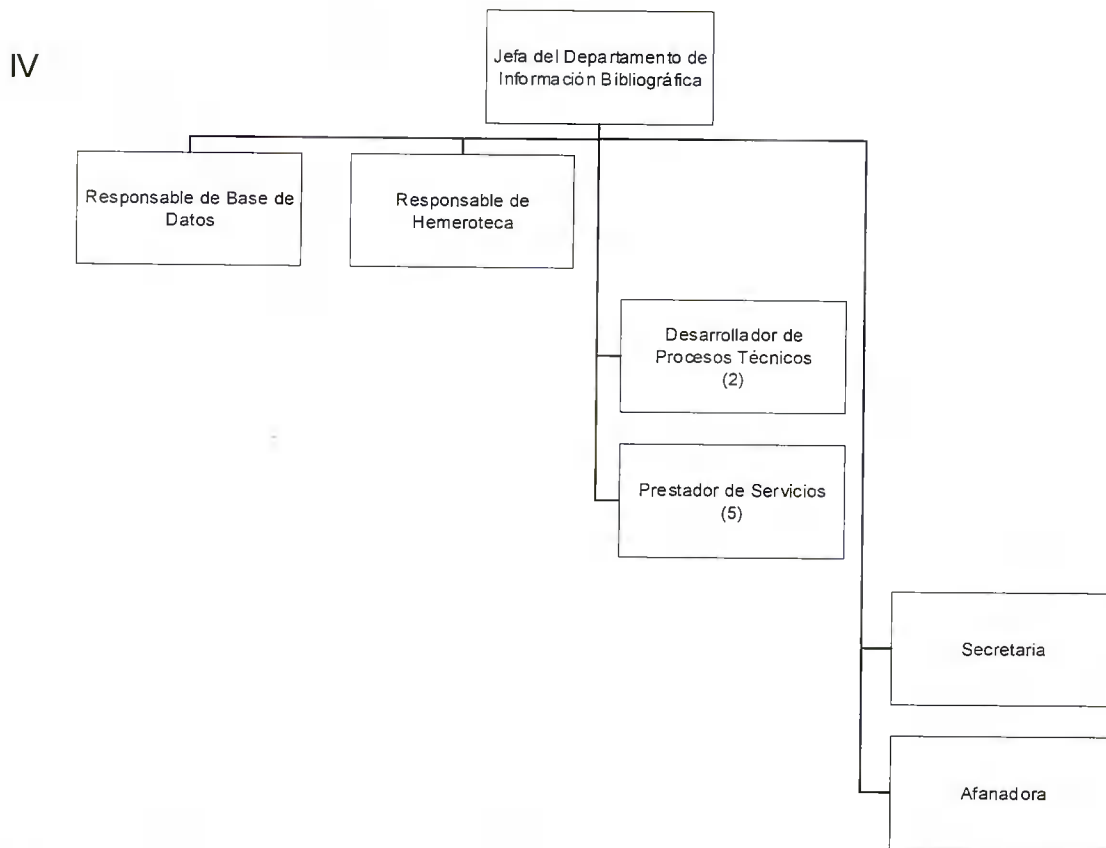 IV
Jefa del Departamento de
Información Bibliográfica
Responsable de Base de
Datos
Responsable de
Hemeroteca
Desarrollador de
Procesos Técnicos
(2)
Prestador de Servicios
(5)
Secretaria
Afanadora